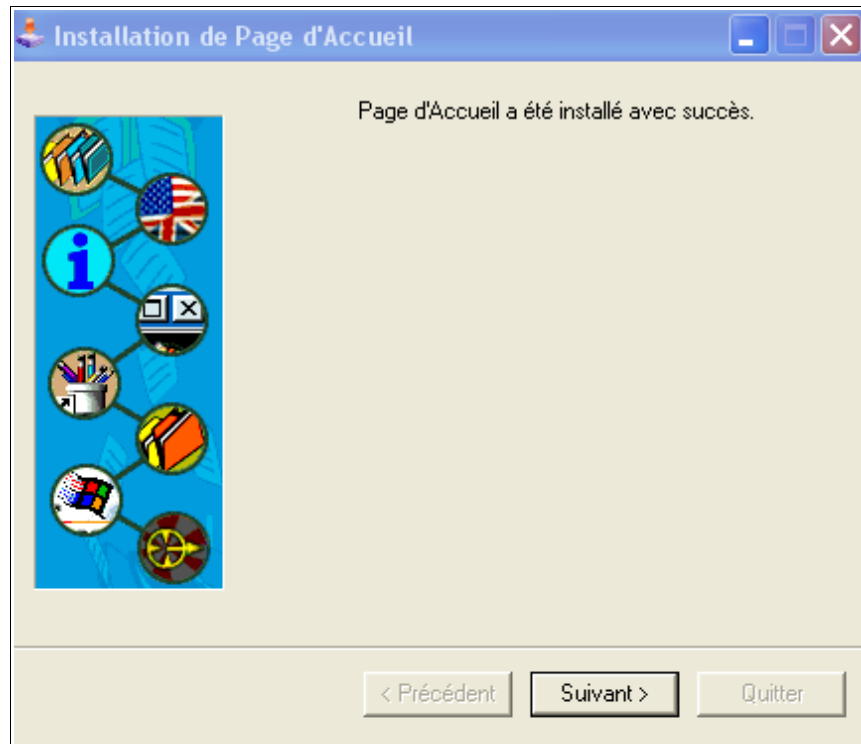 Installation de Page d'Accueil
Page d'Accueil a été installé avec succès.
< Précédent
Suivant >
Quitter